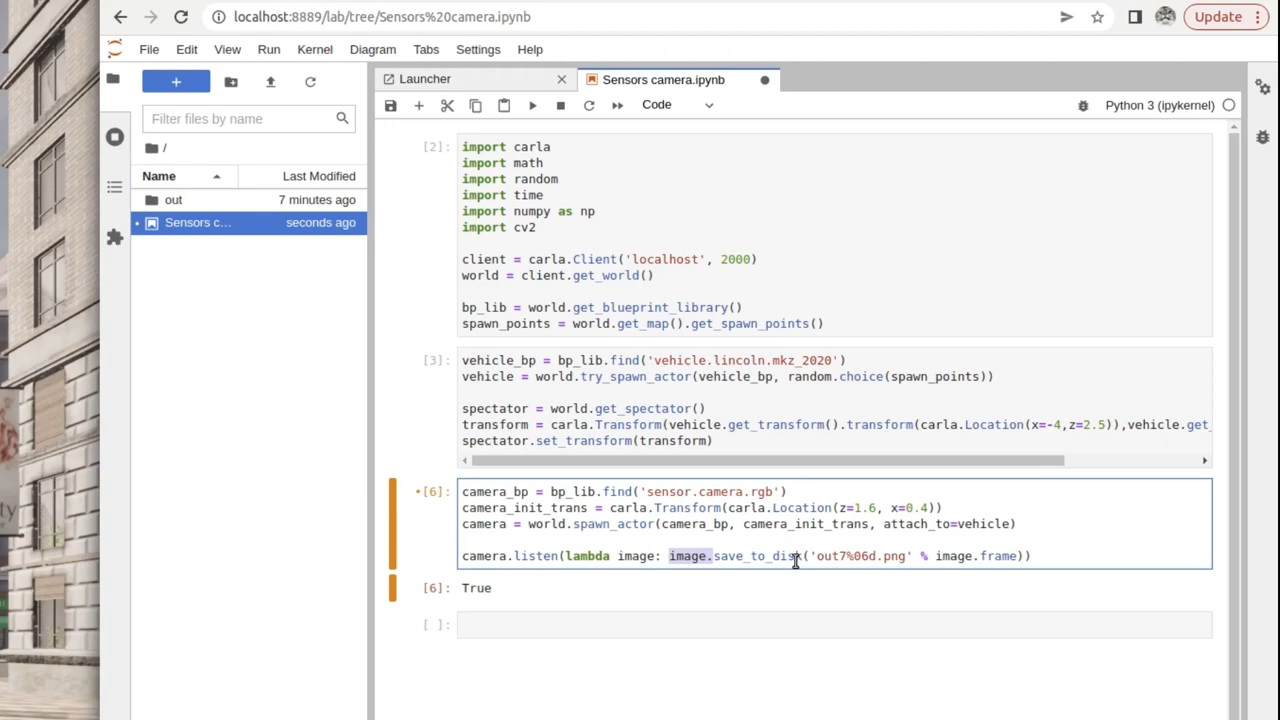 localhost:8889/lab/tree/Sensors%20camera.ipynb
Update
File Edit View Run Kernel Diagram Tabs Settings Help
Launcher
Sensors camera.ipynb
Code
Python 3 (ipykernel)
Filter files by name
/
Name Last Modified
out 7 minutes ago
Sensors c... seconds ago
[2]:
import carla
import math
import random
import time
import numpy as np
import cv2
client = carla.Client('localhost', 2000)
world = client.get_world()
bp_lib = world.get_blueprint_library()
spawn_points = world.get_map().get_spawn_points()
[3]:
vehicle_bp = bp_lib.find('vehicle.lincoln.mkz_2020')
vehicle = world.try_spawn_actor(vehicle_bp, random.choice(spawn_points))
spectator = world.get_spectator()
transform = carla.Transform(vehicle.get_transform().transform(carla.Location(x=-4,z=2.5)),vehicle.get_
spectator.set_transform(transform)
[6]:
camera_bp = bp_lib.find('sensor.camera.rgb')
camera_init_trans = carla.Transform(carla.Location(z=1.6, x=0.4))
camera = world.spawn_actor(camera_bp, camera_init_trans, attach_to=vehicle)
camera.listen(lambda image: image.save_to_disk('out7%06d.png' % image.frame))
[6]: True
[ ]: